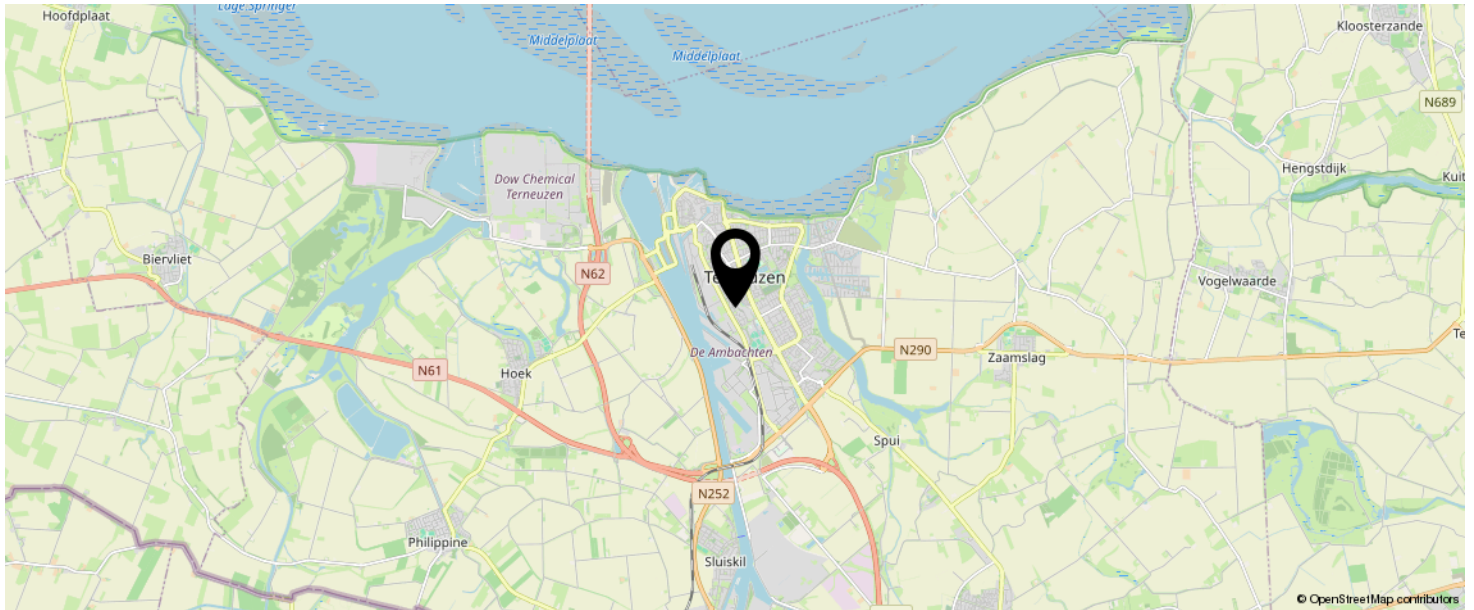 Lage Springer
Hoofdplaat
Kloosterzande
Middelplaat
Middelplaat
N689
Hengstdijk
Dow Chemical
Terneuzen
Biervliet
N62
Vogelwaarde
N290
De Ambachten
Zaamslag
N61
Hoek
Spui
N252
Philippine
Sluiskil
© OpenStreetMap contributors